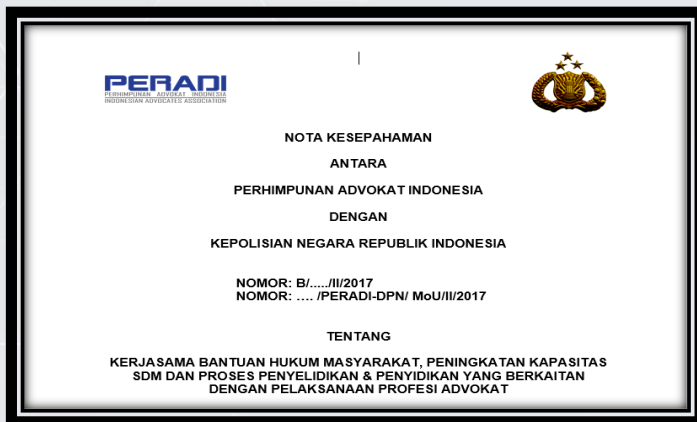 PERADI
PERHIMPUNAN ADVOKAT INDONESIA
INDONESIAN ADVOCATES ASSOCIATION
NOTA KESEPAHAMAN
ANTARA
PERHIMPUNAN ADVOKAT INDONESIA
DENGAN
KEPOLISIAN NEGARA REPUBLIK INDONESIA
NOMOR: B/...../II/2017
NOMOR: .... /PERADI-DPN/ MoU/II/2017
TENTANG
KERJASAMA BANTUAN HUKUM MASYARAKAT, PENINGKATAN KAPASITAS
SDM DAN PROSES PENYELIDIKAN & PENYIDIKAN YANG BERKAITAN
DENGAN PELAKSANAAN PROFESI ADVOKAT